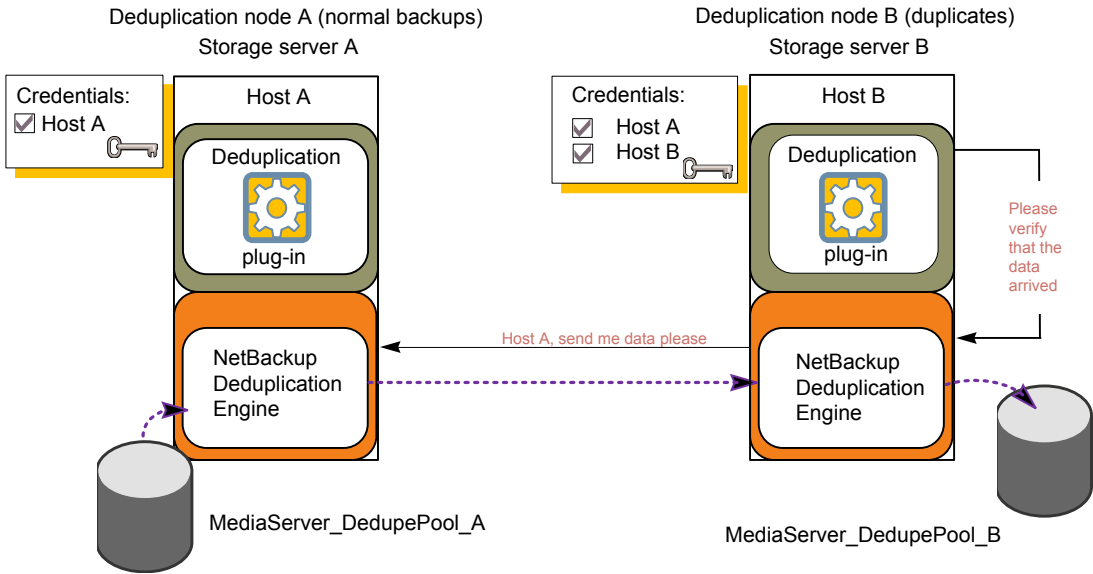 Deduplication node A (normal backups)
Storage server A
Credentials:
Host A
Host A
Deduplication
plug-in
NetBackup
Deduplication
Engine
MediaServer_DedupePool_A
Host A, send me data please
Deduplication node B (duplicates)
Storage server B
Credentials:
Host A
Host B
Host B
Deduplication
plug-in
Please
verify
that the
data
arrived
NetBackup
Deduplication
Engine
MediaServer_DedupePool_B